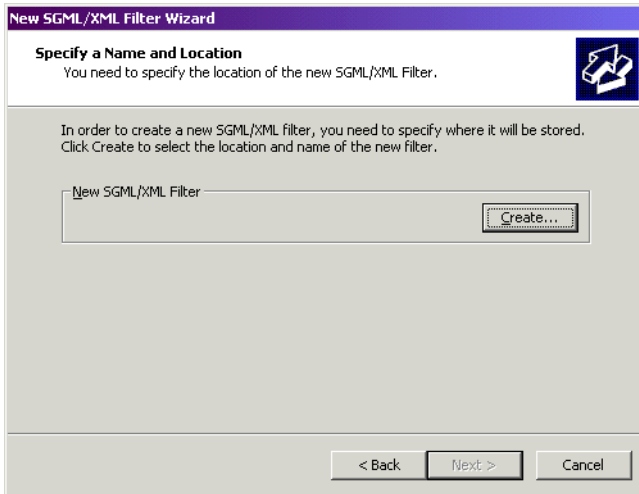 New SGML/XML Filter Wizard
Specify a Name and Location
You need to specify the location of the new SGML/XML Filter.
In order to create a new SGML/XML filter, you need to specify where it will be stored.
Click Create to select the location and name of the new filter.
New SGML/XML Filter
Create...
< Back Next > Cancel